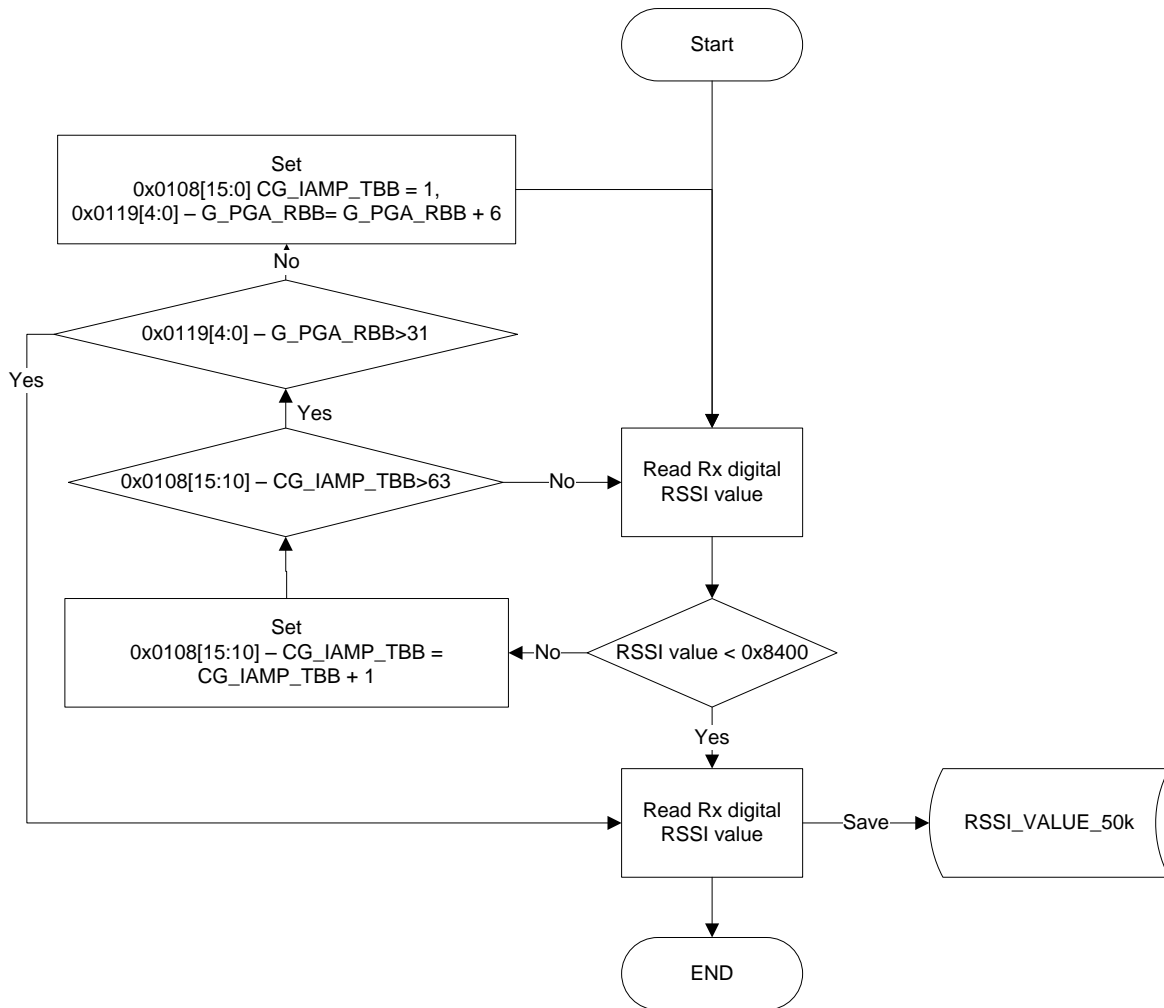 Start
Set
0x0108[15:0] CG_IAMP_TBB = 1,
0x0119[4:0] – G_PGA_RBB= G_PGA_RBB + 6
No
0x0119[4:0] – G_PGA_RBB>31
Yes
Yes
0x0108[15:10] – CG_IAMP_TBB>63
No
Read Rx digital
RSSI value
Set
0x0108[15:10] – CG_IAMP_TBB =
CG_IAMP_TBB + 1
No
RSSI value < 0x8400
Yes
Read Rx digital
RSSI value
Save
RSSI_VALUE_50k
END